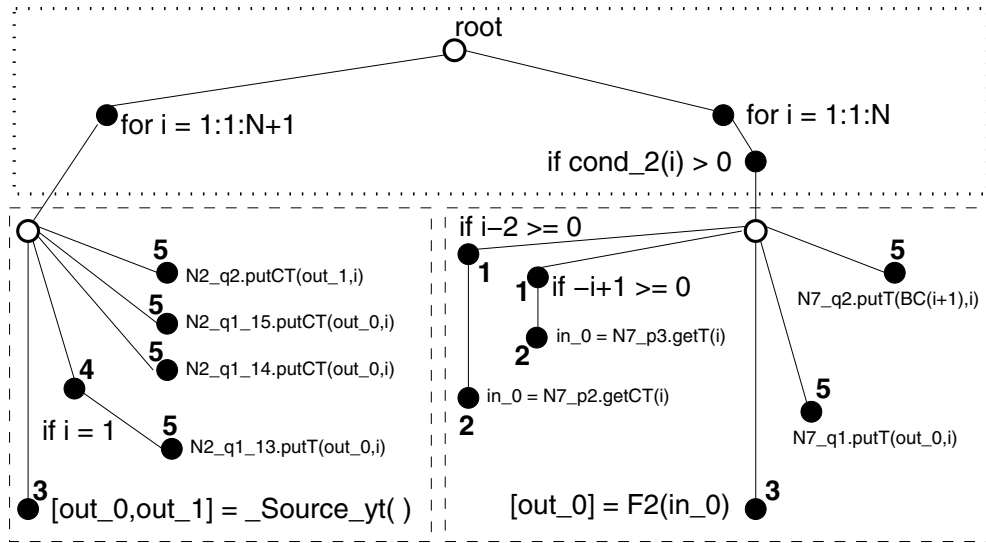 root
for i = 1:1:N+1
for i = 1:1:N
if cond_2(i) > 0
5
N2_q2.putCT(out_1,i)
5
N2_q1_15.putCT(out_0,i)
5
N2_q1_14.putCT(out_0,i)
4
if i = 1
5
N2_q1_13.putT(out_0,i)
3
[out_0,out_1] = _Source_yt( )
if i−2 >= 0
1
1
if −i+1 >= 0
2
in_0 = N7_p3.getT(i)
in_0 = N7_p2.getCT(i)
2
5
N7_q2.putT(BC(i+1),i)
5
N7_q1.putT(out_0,i)
[out_0] = F2(in_0)
3